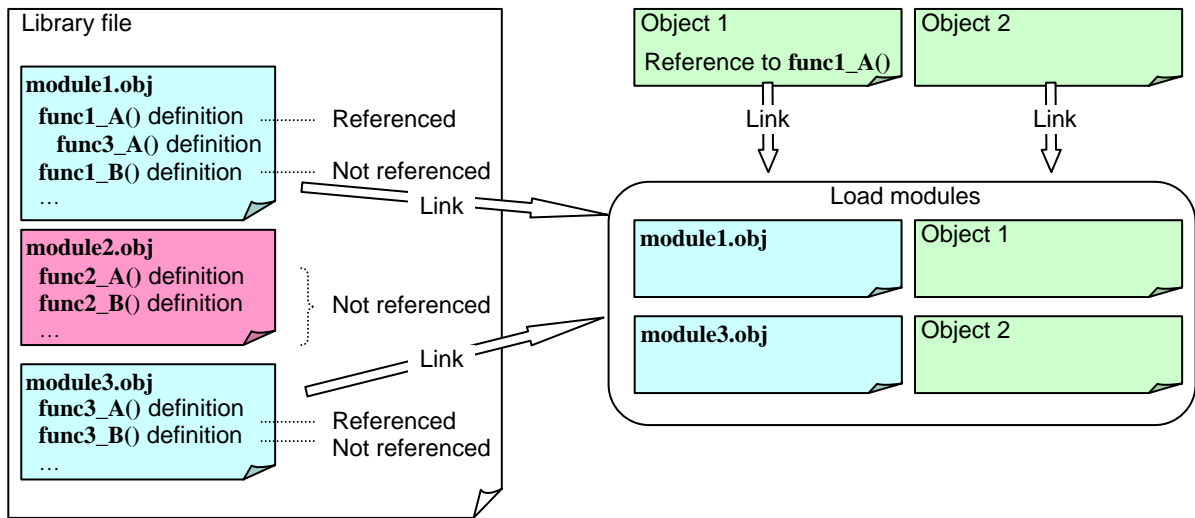 Library file
module1.obj
func1_A() definition
Referenced
func3_A() definition
func1_B() definition
Not referenced
…
Link
module2.obj
func2_A() definition
func2_B() definition
Not referenced
…
Link
module3.obj
func3_A() definition
Referenced
func3_B() definition
Not referenced
…
Object 1
Reference to func1_A()
Link
Object 2
Link
Load modules
module1.obj
Object 1
module3.obj
Object 2